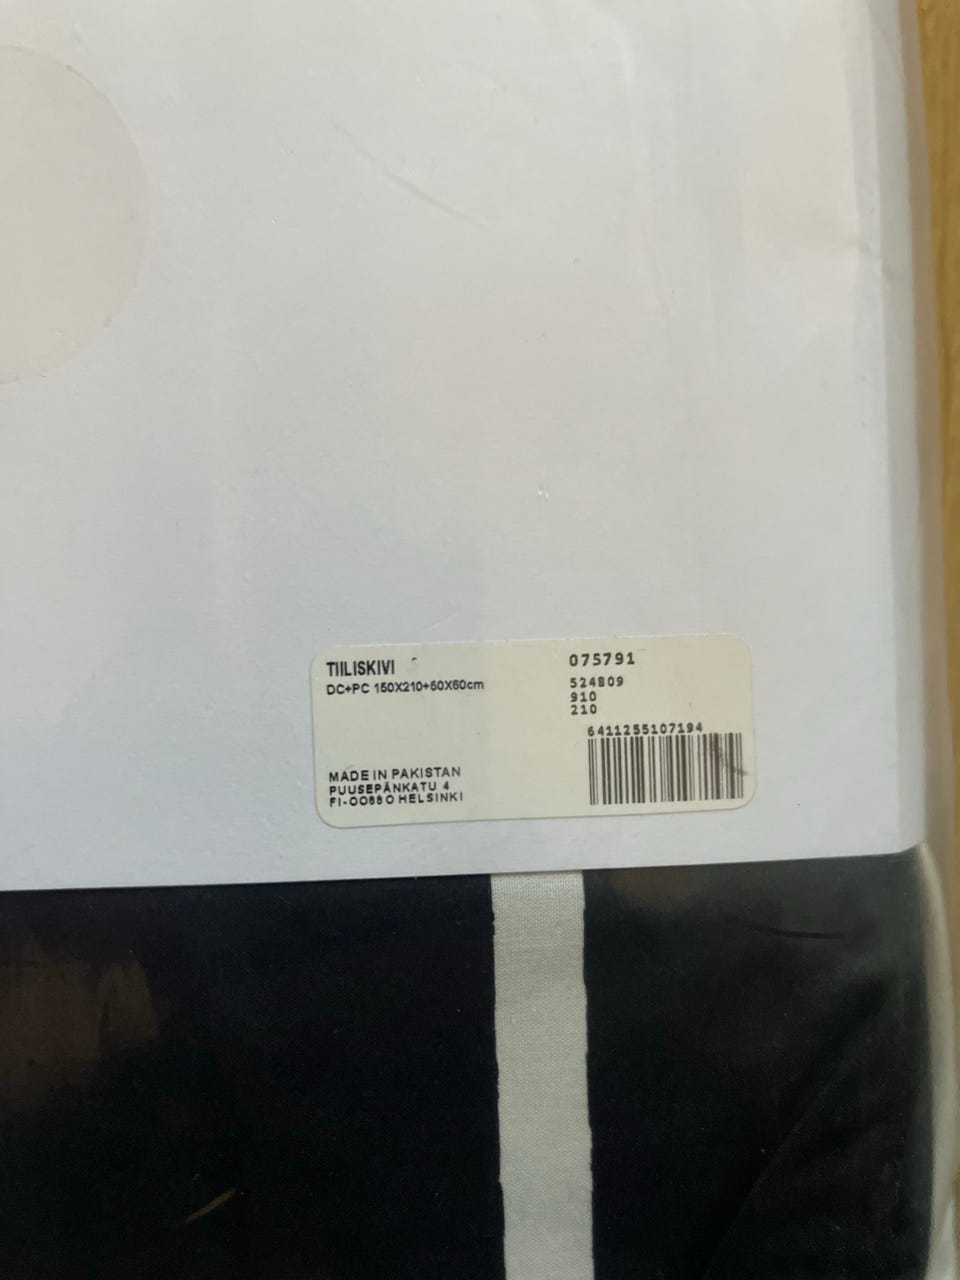 TIILISKIVI
DC+PC 150X210+50X60cm
075791
524809
910
210
6411255107194
MADE IN PAKISTAN
PUUSEPÄNKATU 4
FI-00880 HELSINKI